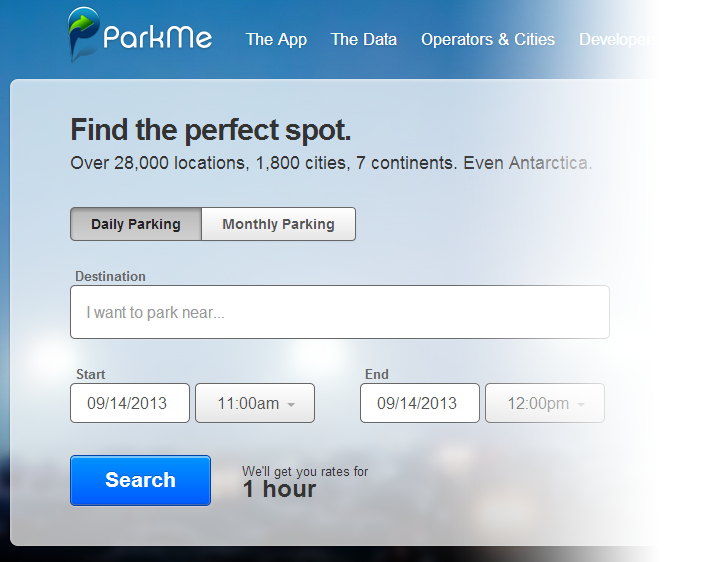 ParkMe The App The Data Operators & Cities Developers
Find the perfect spot.
Over 28,000 locations, 1,800 cities, 7 continents. Even Antarctica.
Daily Parking Monthly Parking
Destination
I want to park near...
Start End
09/14/2013 11:00am 09/14/2013 12:00pm
Search
We'll get you rates for
1 hour